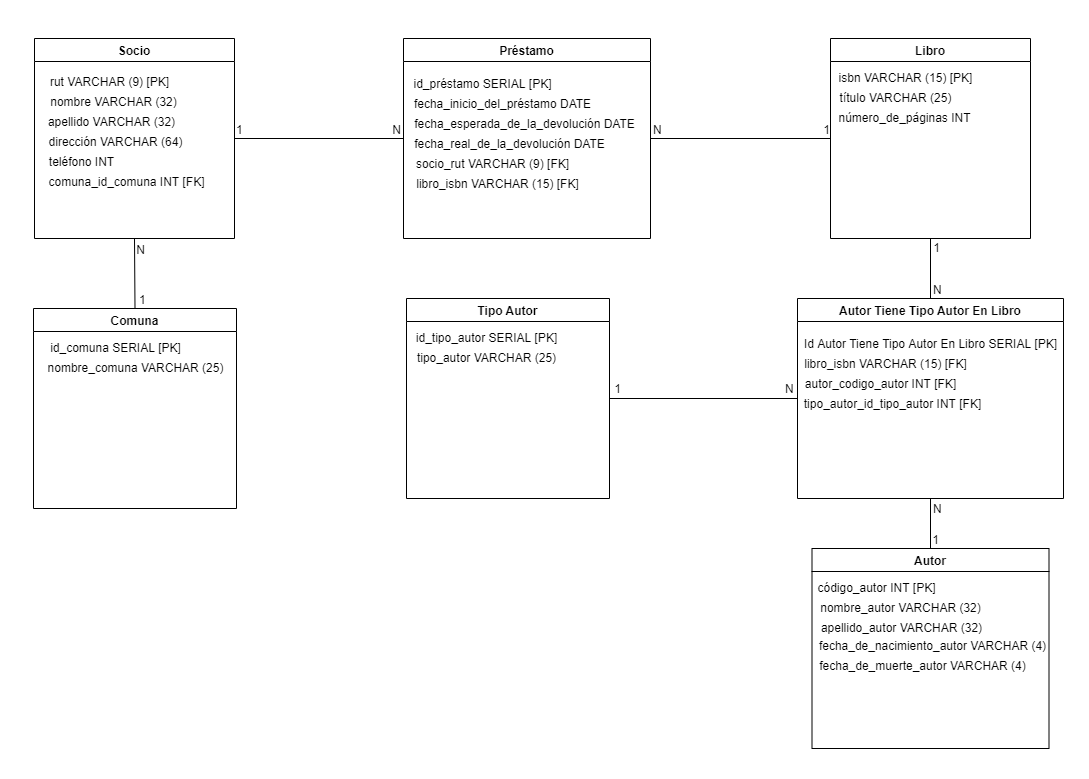 Socio
rut VARCHAR (9) [PK]
nombre VARCHAR (32)
apellido VARCHAR (32)
dirección VARCHAR (64)
teléfono INT
comuna_id_comuna INT [FK]
1
N
Préstamo
id_préstamo SERIAL [PK]
fecha_inicio_del_préstamo DATE
fecha_esperada_de_la_devolución DATE
fecha_real_de_la_devolución DATE
socio_rut VARCHAR (9) [FK]
libro_isbn VARCHAR (15) [FK]
N
1
Libro
isbn VARCHAR (15) [PK]
título VARCHAR (25)
número_de_páginas INT
N
1
1
N
Comuna
id_comuna SERIAL [PK]
nombre_comuna VARCHAR (25)
Tipo Autor
id_tipo_autor SERIAL [PK]
tipo_autor VARCHAR (25)
1
N
Autor Tiene Tipo Autor En Libro
Id Autor Tiene Tipo Autor En Libro SERIAL [PK]
libro_isbn VARCHAR (15) [FK]
autor_codigo_autor INT [FK]
tipo_autor_id_tipo_autor INT [FK]
N
1
Autor
código_autor INT [PK]
nombre_autor VARCHAR (32)
apellido_autor VARCHAR (32)
fecha_de_nacimiento_autor VARCHAR (4)
fecha_de_muerte_autor VARCHAR (4)